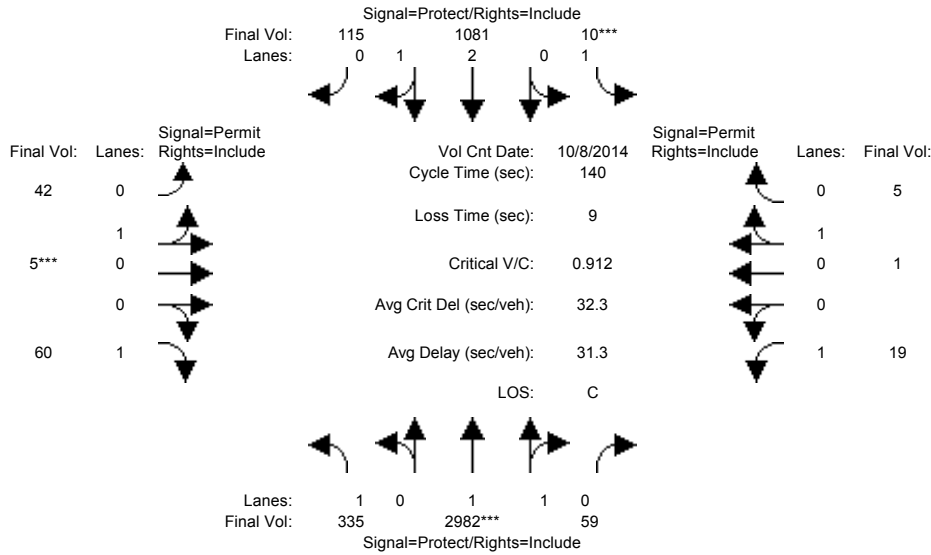 Signal=Protect/Rights=Include
Final Vol: 115 1081 10***
Lanes: 0 1 2 0 1
Signal=Permit Signal=Permit
Final Vol: Lanes: Rights=Include Vol Cnt Date: 10/8/2014 Rights=Include Lanes: Final Vol:
Cycle Time (sec): 140
42 0 0 5
Loss Time (sec): 9
1 1
5*** 0 Critical V/C: 0.912 0 1
0 Avg Crit Del (sec/veh): 32.3 0
60 1 Avg Delay (sec/veh): 31.3 1 19
LOS: C
Lanes: 1 0 1 1 0
Final Vol: 335 2982*** 59
Signal=Protect/Rights=Include